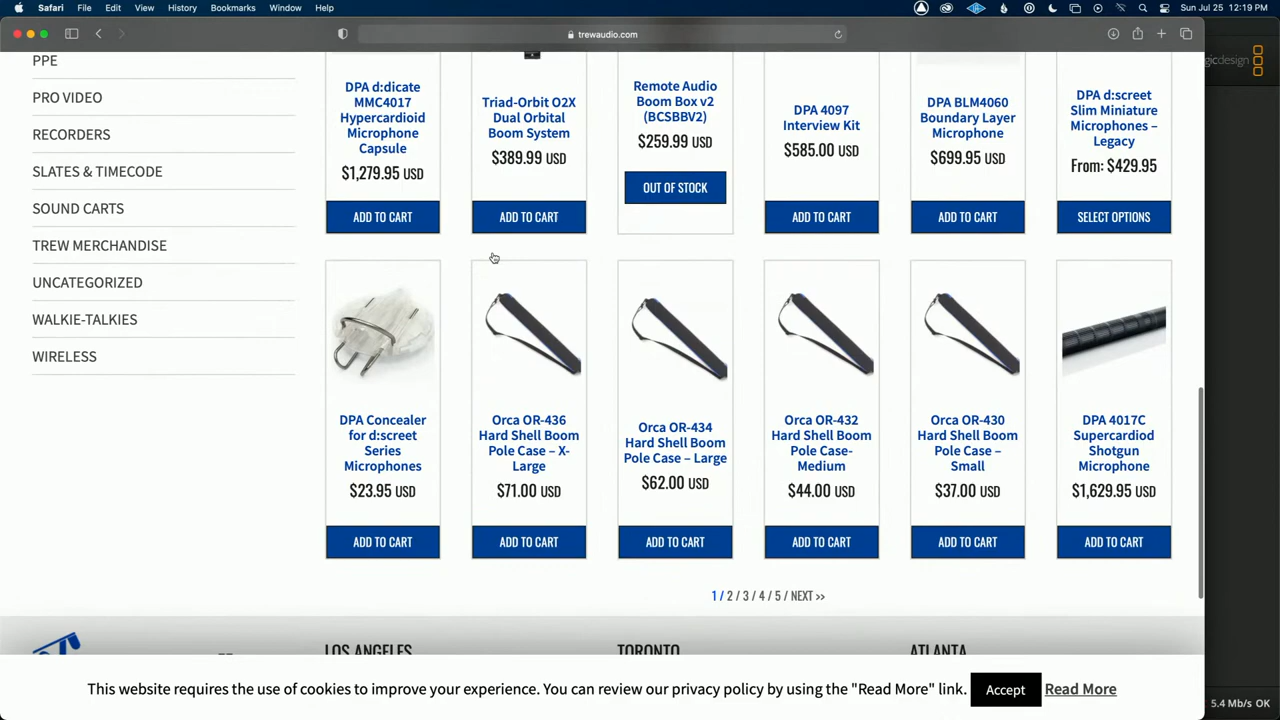 Safari File Edit View History Bookmarks Window Help Sun Jul 25 12:19 PM
trewaudio.com
PPE
PRO VIDEO
RECORDERS
SLATES & TIMECODE
SOUND CARTS
TREW MERCHANDISE
UNCATEGORIZED
WALKIE-TALKIES
WIRELESS
DPA d:dicate
MMC4017
Hypercardioid
Microphone
Capsule
$1,279.95 USD
ADD TO CART
Triad-Orbit O2X
Dual Orbital
Boom System
$389.99 USD
ADD TO CART
Remote Audio
Boom Box v2
(BCSBBV2)
$259.99 USD
OUT OF STOCK
DPA 4097
Interview Kit
$585.00 USD
ADD TO CART
DPA BLM4060
Boundary Layer
Microphone
$699.95 USD
ADD TO CART
DPA d:screet
Slim Miniature
Microphones –
Legacy
From: $429.95
SELECT OPTIONS
DPA Concealer
for d:screet
Series
Microphones
$23.95 USD
ADD TO CART
Orca OR-436
Hard Shell Boom
Pole Case – X-
Large
$71.00 USD
ADD TO CART
Orca OR-434
Hard Shell Boom
Pole Case – Large
$62.00 USD
ADD TO CART
Orca OR-432
Hard Shell Boom
Pole Case-
Medium
$44.00 USD
ADD TO CART
Orca OR-430
Hard Shell Boom
Pole Case –
Small
$37.00 USD
ADD TO CART
DPA 4017C
Supercardiod
Shotgun
Microphone
$1,629.95 USD
ADD TO CART
1 / 2 / 3 / 4 / 5 / NEXT >>
LOS ANGELES TORONTO ATLANTA
This website requires the use of cookies to improve your experience. You can review our privacy policy by using the "Read More" link. Accept Read More
gicdesign
5.4 Mb/s OK